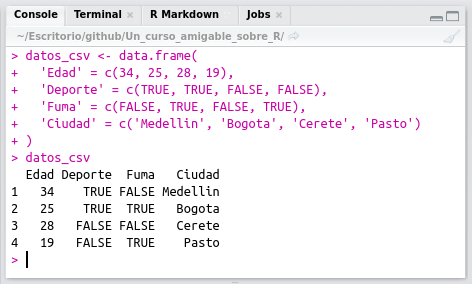 Console Terminal × R Markdown × Jobs ×
~/Escritorio/github/Un_curso_amigable_sobre_R/
> datos_csv <- data.frame(
+   'Edad' = c(34, 25, 28, 19),
+   'Deporte' = c(TRUE, TRUE, FALSE, FALSE),
+   'Fuma' = c(FALSE, TRUE, FALSE, TRUE),
+   'Ciudad' = c('Medellin', 'Bogota', 'Cerete', 'Pasto')
+ )
> datos_csv
  Edad Deporte  Fuma   Ciudad
1   34    TRUE FALSE Medellin
2   25    TRUE  TRUE   Bogota
3   28   FALSE FALSE   Cerete
4   19   FALSE  TRUE    Pasto
>